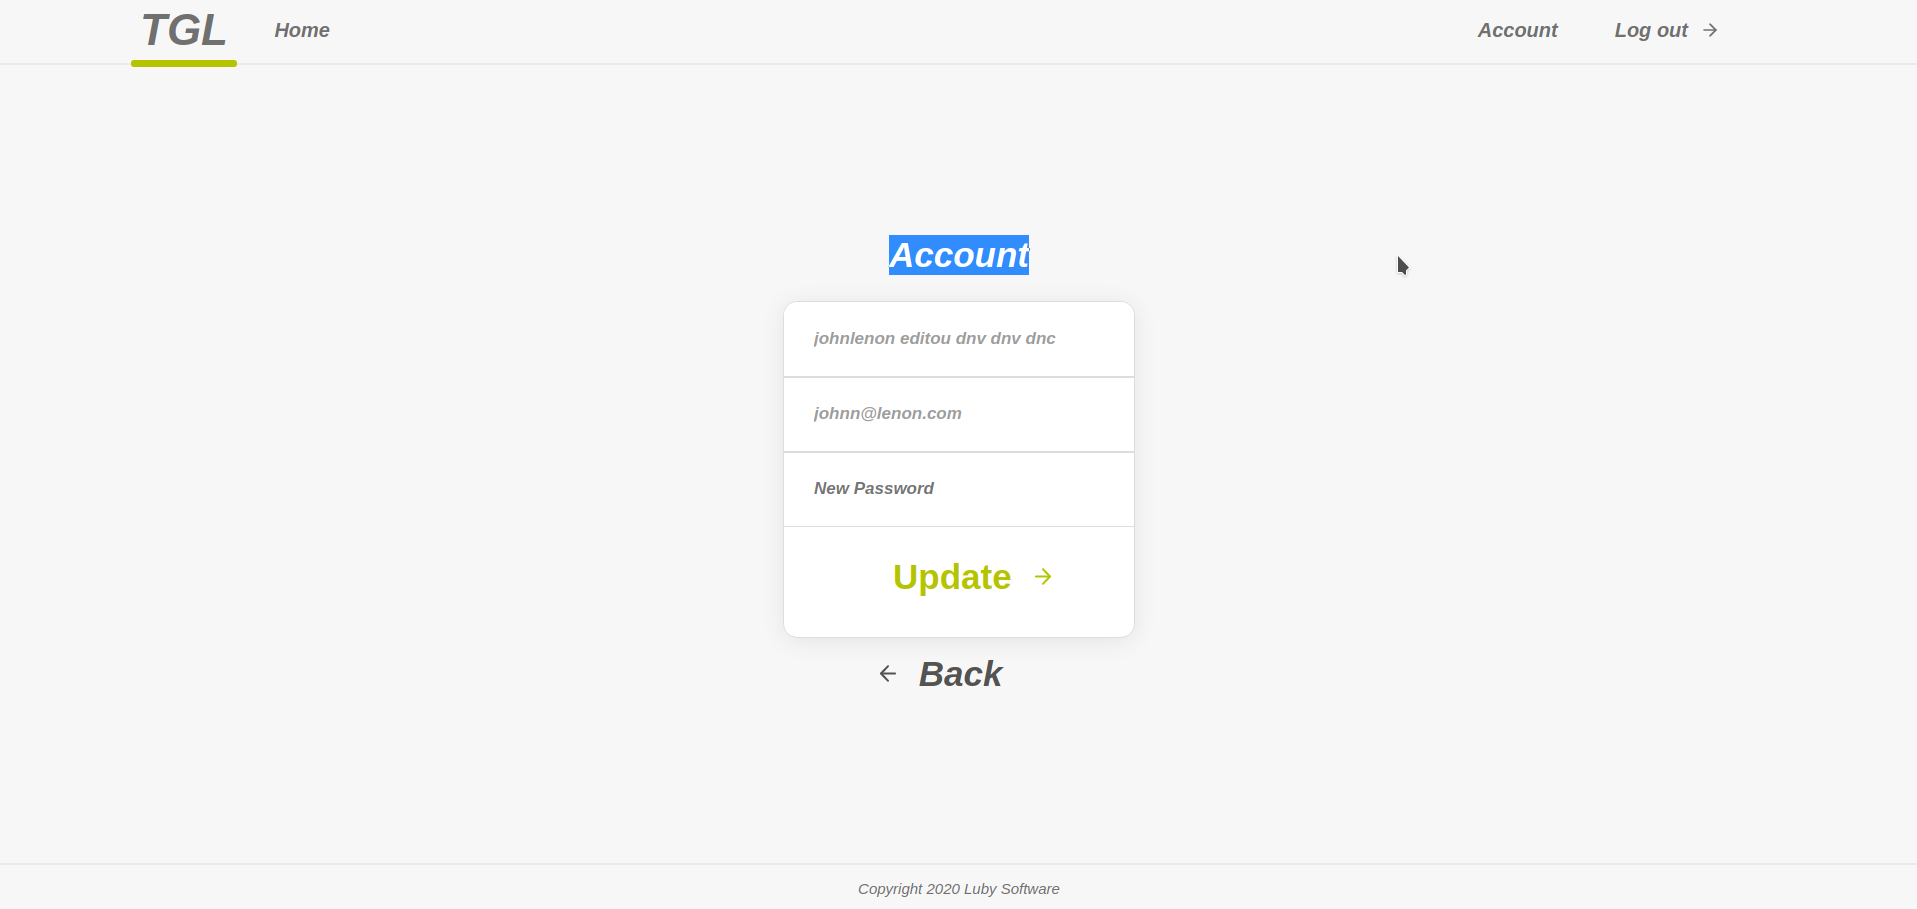 TGL Home Account Log out
Account
johnlenon editou dnv dnv dnc
johnn@lenon.com
New Password
Update
Back
Copyright 2020 Luby Software